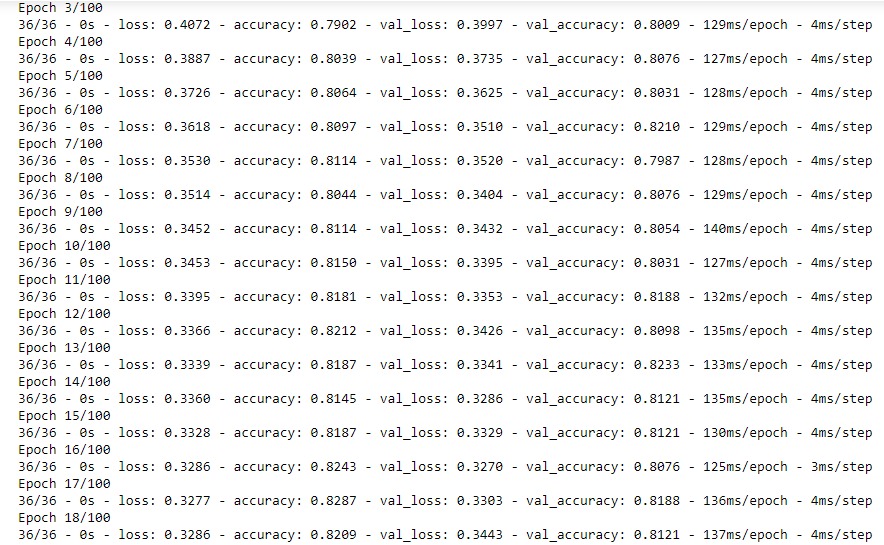 Epoch 3/100
36/36 - 0s - loss: 0.4072 - accuracy: 0.7902 - val_loss: 0.3997 - val_accuracy: 0.8009 - 129ms/epoch - 4ms/step
Epoch 4/100
36/36 - 0s - loss: 0.3887 - accuracy: 0.8039 - val_loss: 0.3735 - val_accuracy: 0.8076 - 127ms/epoch - 4ms/step
Epoch 5/100
36/36 - 0s - loss: 0.3726 - accuracy: 0.8064 - val_loss: 0.3625 - val_accuracy: 0.8031 - 128ms/epoch - 4ms/step
Epoch 6/100
36/36 - 0s - loss: 0.3618 - accuracy: 0.8097 - val_loss: 0.3510 - val_accuracy: 0.8210 - 129ms/epoch - 4ms/step
Epoch 7/100
36/36 - 0s - loss: 0.3530 - accuracy: 0.8114 - val_loss: 0.3520 - val_accuracy: 0.7987 - 128ms/epoch - 4ms/step
Epoch 8/100
36/36 - 0s - loss: 0.3514 - accuracy: 0.8044 - val_loss: 0.3404 - val_accuracy: 0.8076 - 129ms/epoch - 4ms/step
Epoch 9/100
36/36 - 0s - loss: 0.3452 - accuracy: 0.8114 - val_loss: 0.3432 - val_accuracy: 0.8054 - 140ms/epoch - 4ms/step
Epoch 10/100
36/36 - 0s - loss: 0.3453 - accuracy: 0.8150 - val_loss: 0.3395 - val_accuracy: 0.8031 - 127ms/epoch - 4ms/step
Epoch 11/100
36/36 - 0s - loss: 0.3395 - accuracy: 0.8181 - val_loss: 0.3353 - val_accuracy: 0.8188 - 132ms/epoch - 4ms/step
Epoch 12/100
36/36 - 0s - loss: 0.3366 - accuracy: 0.8212 - val_loss: 0.3426 - val_accuracy: 0.8098 - 135ms/epoch - 4ms/step
Epoch 13/100
36/36 - 0s - loss: 0.3339 - accuracy: 0.8187 - val_loss: 0.3341 - val_accuracy: 0.8233 - 133ms/epoch - 4ms/step
Epoch 14/100
36/36 - 0s - loss: 0.3360 - accuracy: 0.8145 - val_loss: 0.3286 - val_accuracy: 0.8121 - 135ms/epoch - 4ms/step
Epoch 15/100
36/36 - 0s - loss: 0.3328 - accuracy: 0.8187 - val_loss: 0.3329 - val_accuracy: 0.8121 - 130ms/epoch - 4ms/step
Epoch 16/100
36/36 - 0s - loss: 0.3286 - accuracy: 0.8243 - val_loss: 0.3270 - val_accuracy: 0.8076 - 125ms/epoch - 3ms/step
Epoch 17/100
36/36 - 0s - loss: 0.3277 - accuracy: 0.8287 - val_loss: 0.3303 - val_accuracy: 0.8188 - 136ms/epoch - 4ms/step
Epoch 18/100
36/36 - 0s - loss: 0.3286 - accuracy: 0.8209 - val_loss: 0.3443 - val_accuracy: 0.8121 - 137ms/epoch - 4ms/step